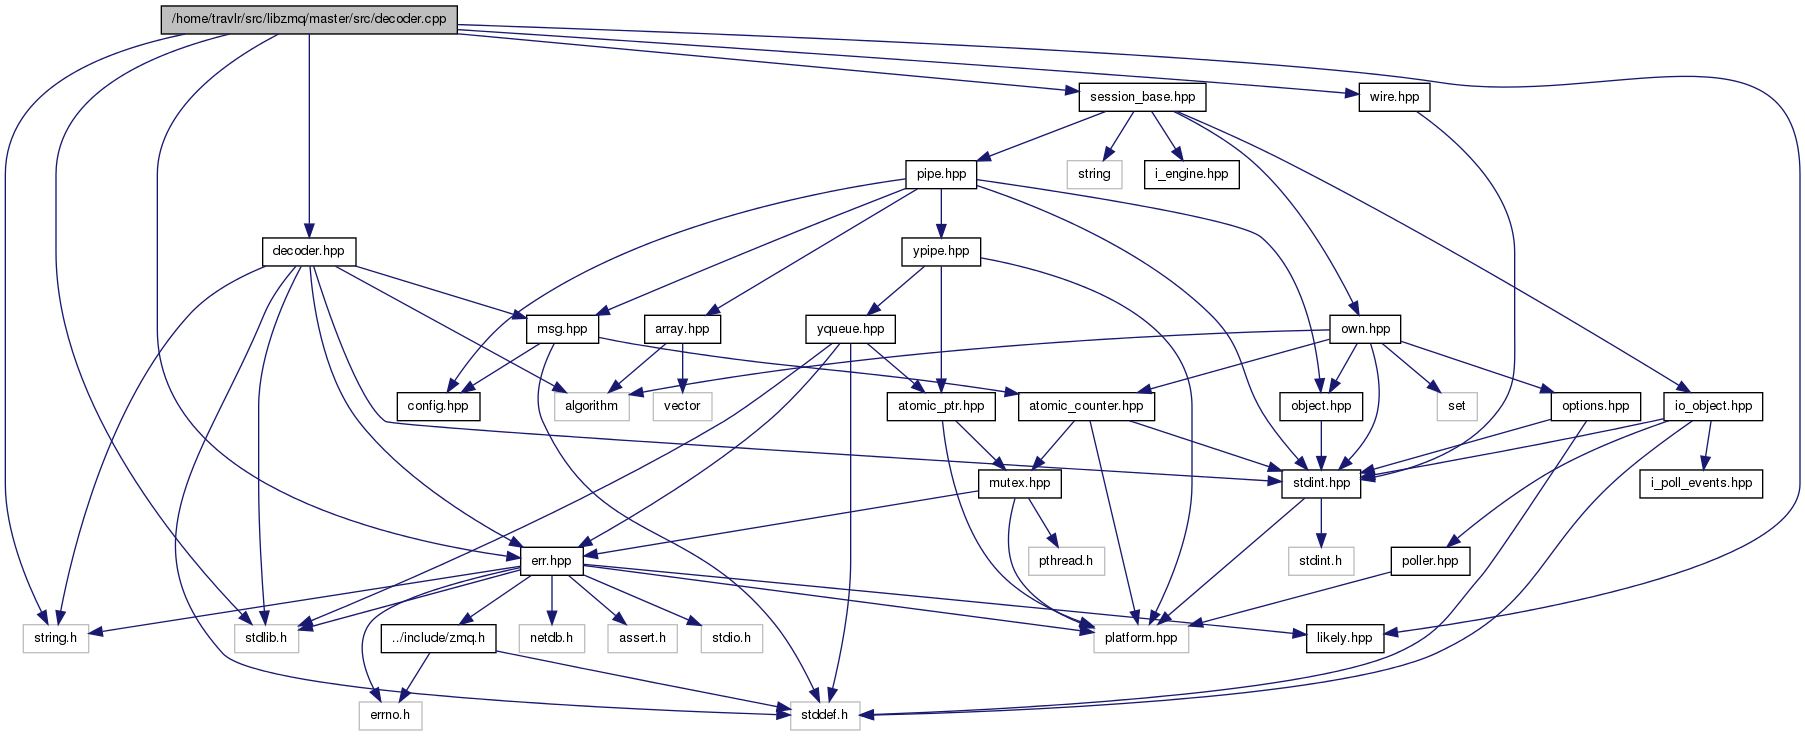 /home/travlr/src/libzmq/master/src/decoder.cpp
session_base.hpp
wire.hpp
pipe.hpp
string
i_engine.hpp
decoder.hpp
ypipe.hpp
msg.hpp
array.hpp
yqueue.hpp
own.hpp
config.hpp
algorithm
vector
atomic_ptr.hpp
atomic_counter.hpp
object.hpp
set
options.hpp
io_object.hpp
mutex.hpp
stdint.hpp
i_poll_events.hpp
err.hpp
pthread.h
stdint.h
poller.hpp
string.h
stdlib.h
../include/zmq.h
netdb.h
assert.h
stdio.h
platform.hpp
likely.hpp
errno.h
stddef.h